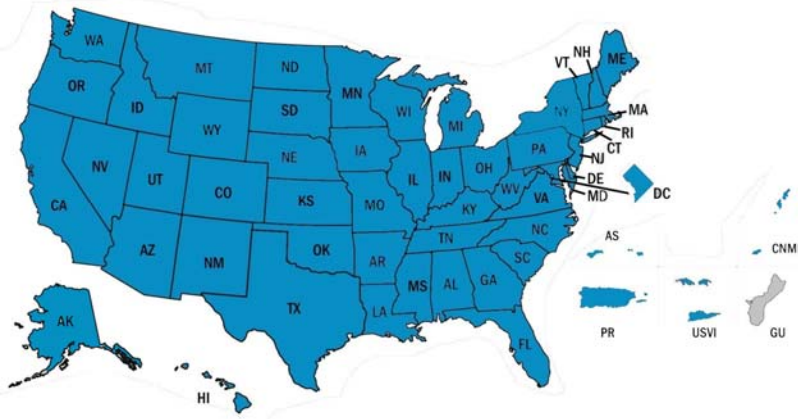 WA
OR
CA
ID
NV
MT
WY
UT
AZ
CO
NM
ND
SD
NE
KS
OK
TX
MN
IA
MO
AR
LA
WI
IL
MI
IN
OH
KY
TN
MS
AL
GA
FL
SC
NC
VA
WV
PA
NY
VT
NH
ME
MA
RI
CT
NJ
DE
MD
DC
AK
HI
AS
CNM
PR
USVI
GU